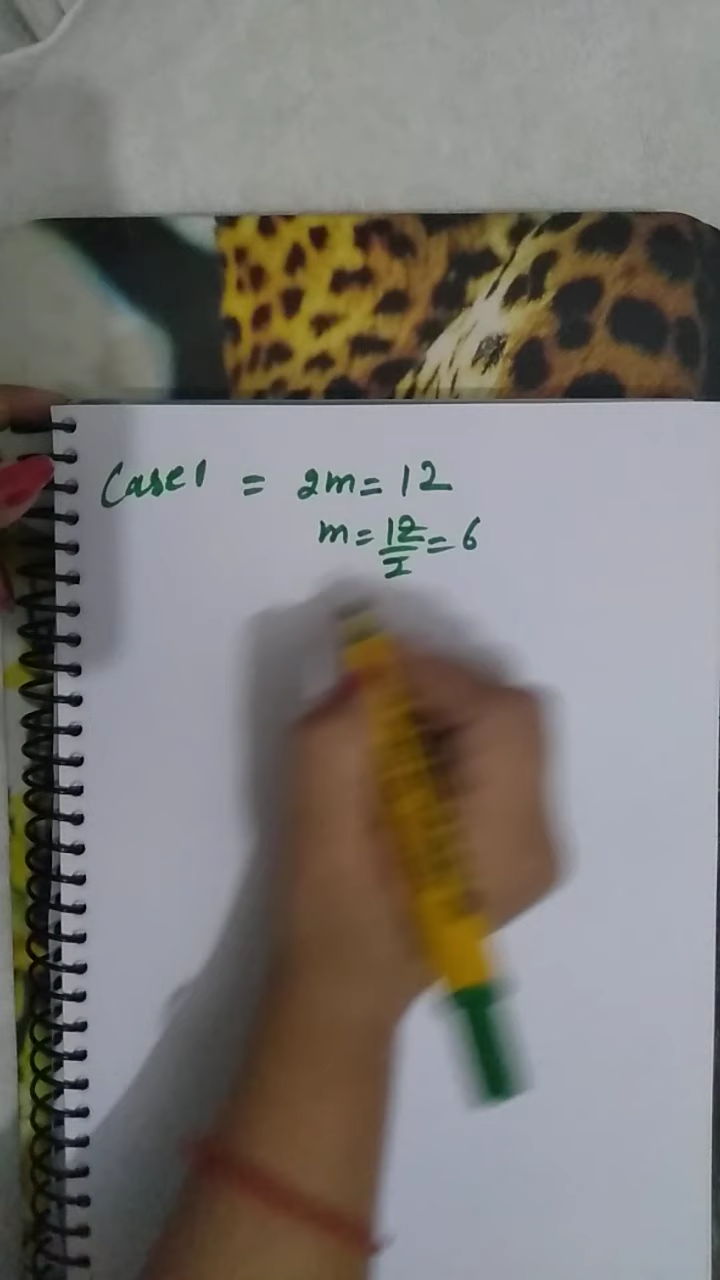 Case1 = 2m = 12
m = 12/2 = 6